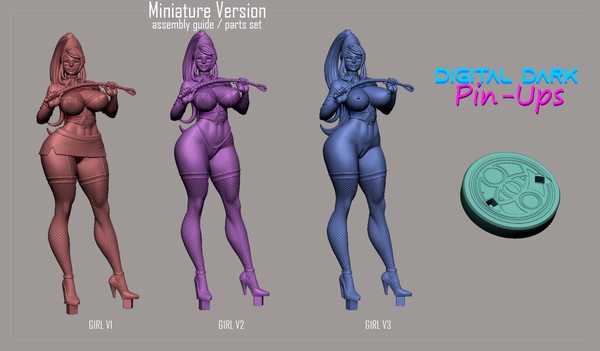 Miniature Version
assembly guide / parts set
DIGITAL DARK
Pin-Ups
GIRL V1
GIRL V2
GIRL V3